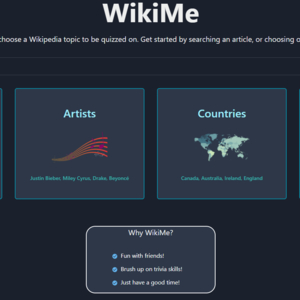 WikiMe
choose a Wikipedia topic to be quizzed on. Get started by searching an article, or choosing o
Artists
Countries
Justin Bieber, Miley Cyrus, Drake, Beyoncé
Canada, Australia, Ireland, England
Why WikiMe?
Fun with friends!
Brush up on trivia skills!
Just have a good time!